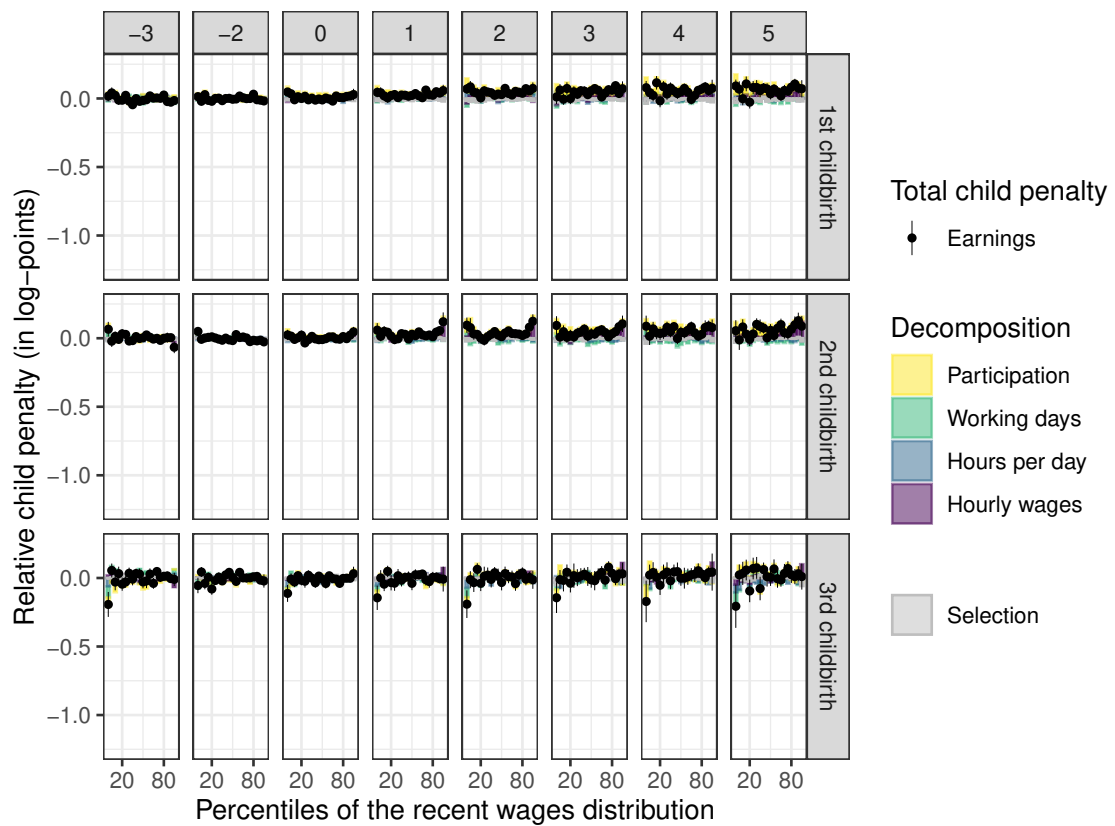 −3 −2 0 1 2 3 4 5
0.0
−0.5
−1.0
1st childbirth
0.0
−0.5
−1.0
2nd childbirth
0.0
−0.5
−1.0
3rd childbirth
20 80 20 80 20 80 20 80 20 80 20 80 20 80 20 80
Percentiles of the recent wages distribution
Relative child penalty (in log−points)
Total child penalty
Earnings
Decomposition
Participation
Working days
Hours per day
Hourly wages
Selection